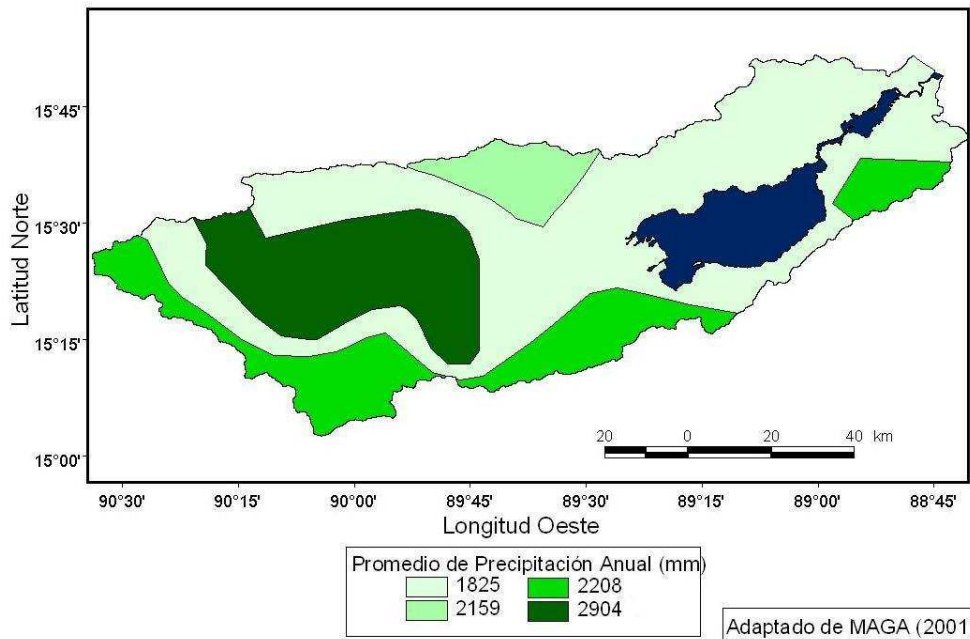 Latitud Norte
15°45'
15°30'
15°15'
15°00'
20 0 20 40 km
90°30' 90°15' 90°00' 89°45' 89°30' 89°15' 89°00' 88°45'
Longitud Oeste
Promedio de Precipitación Anual (mm)
1825 2208
2159 2904
Adaptado de MAGA (2001